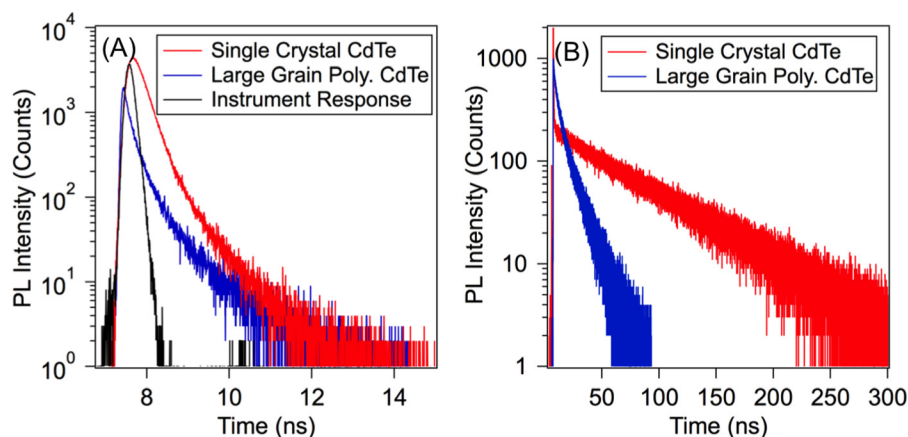 (A)
Single Crystal CdTe
Large Grain Poly. CdTe
Instrument Response
PL Intensity (Counts)
10^4
10^3
10^2
10^1
10^0
8
10
12
14
Time (ns)
(B)
Single Crystal CdTe
Large Grain Poly. CdTe
PL Intensity (Counts)
1000
100
10
1
50
100
150
200
250
300
Time (ns)